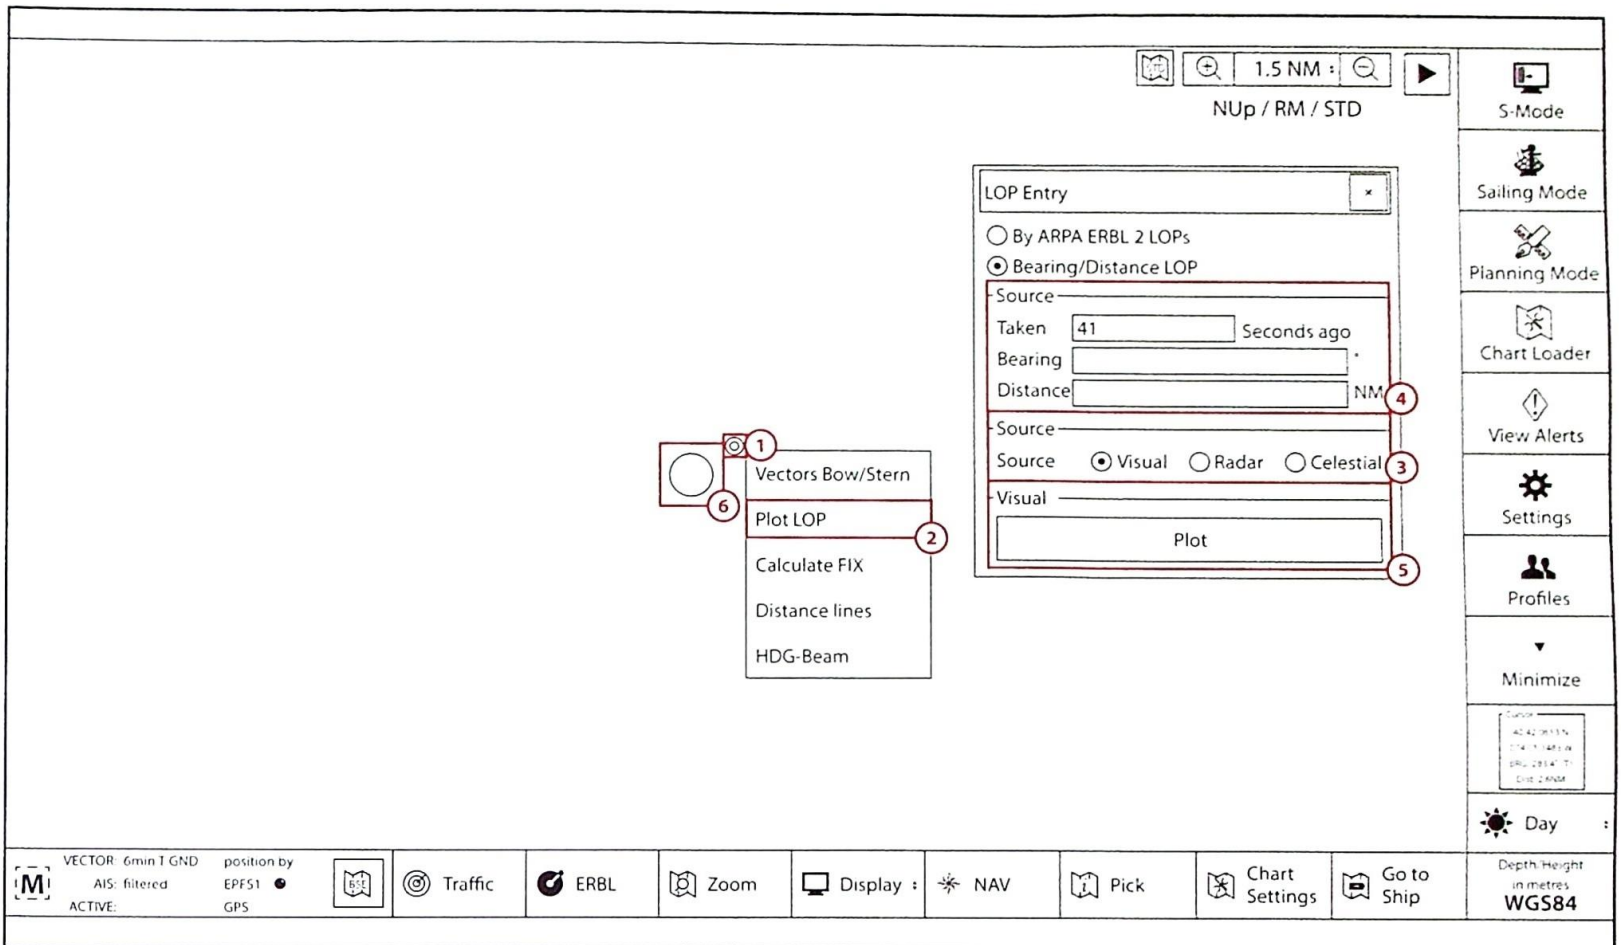 1.5 NM :
NUp / RM / STD
S-Mode
Sailing Mode
Planning Mode
Chart Loader
View Alerts
Settings
Profiles
Minimize
Cursor
Day :
Depth/Height
in metres
WGS84
LOP Entry ×
By ARPA ERBL 2 LOPs
Bearing/Distance LOP
Source
Taken 41 Seconds ago
Bearing °
Distance NM
4
Source
Source Visual Radar Celestial
3
Visual
Plot
5
1
6
Vectors Bow/Stern
Plot LOP
2
Calculate FIX
Distance lines
HDG-Beam
[M]
VECTOR: 6min T GND
AIS: filtered
ACTIVE:
position by
EPFS1
GPS
BSE
Traffic
ERBL
Zoom
Display :
NAV
Pick
Chart
Settings
Go to
Ship